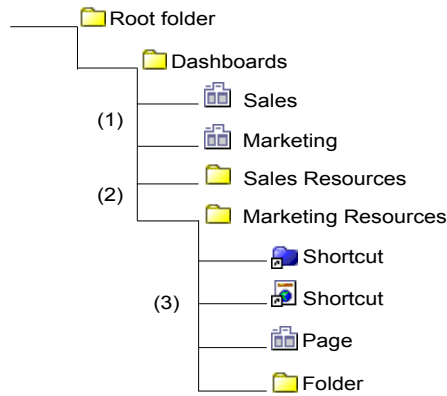 Root folder
Dashboards
Sales
(1)
Marketing
Sales Resources
(2)
Marketing Resources
Shortcut
Shortcut
(3)
Page
Folder